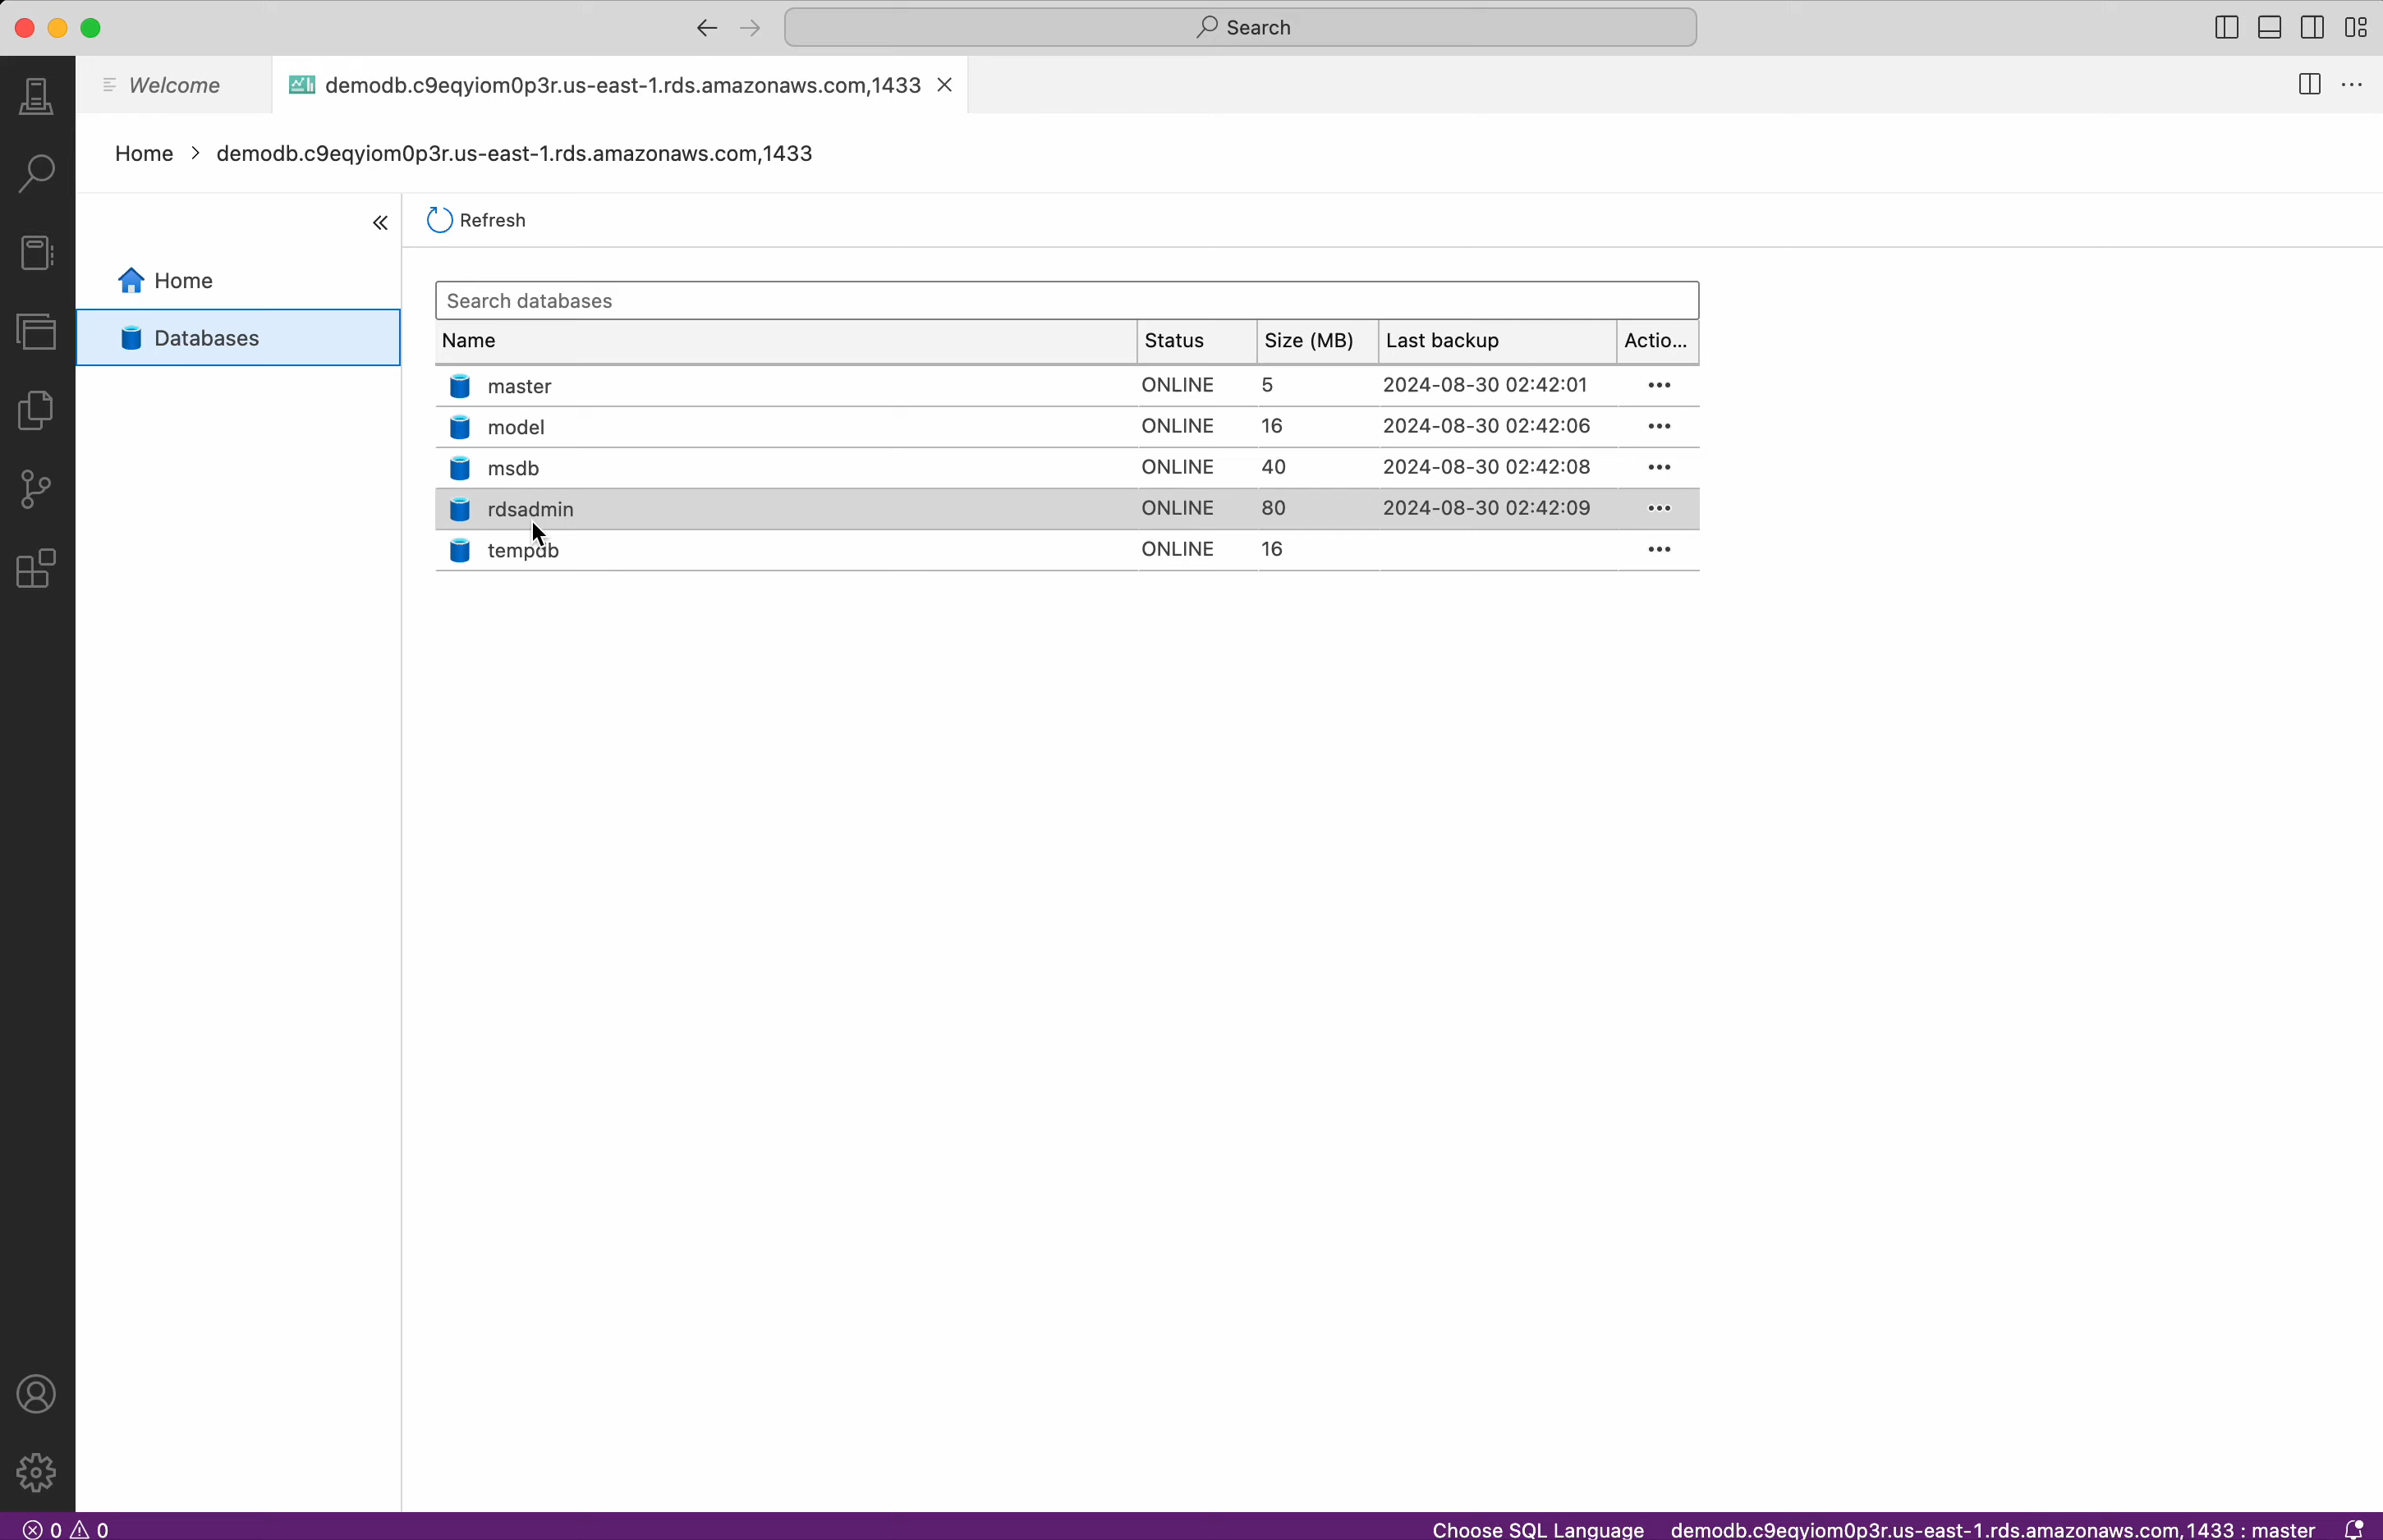 Search
Welcome
demodb.c9eqyiom0p3r.us-east-1.rds.amazonaws.com,1433
Home > demodb.c9eqyiom0p3r.us-east-1.rds.amazonaws.com,1433
Refresh
Home
Databases
Search databases
Name Status Size (MB) Last backup Actio...
master ONLINE 5 2024-08-30 02:42:01
model ONLINE 16 2024-08-30 02:42:06
msdb ONLINE 40 2024-08-30 02:42:08
rdsadmin ONLINE 80 2024-08-30 02:42:09
tempdb ONLINE 16
0 0 Choose SQL Language demodb.c9eqyiom0p3r.us-east-1.rds.amazonaws.com,1433 : master